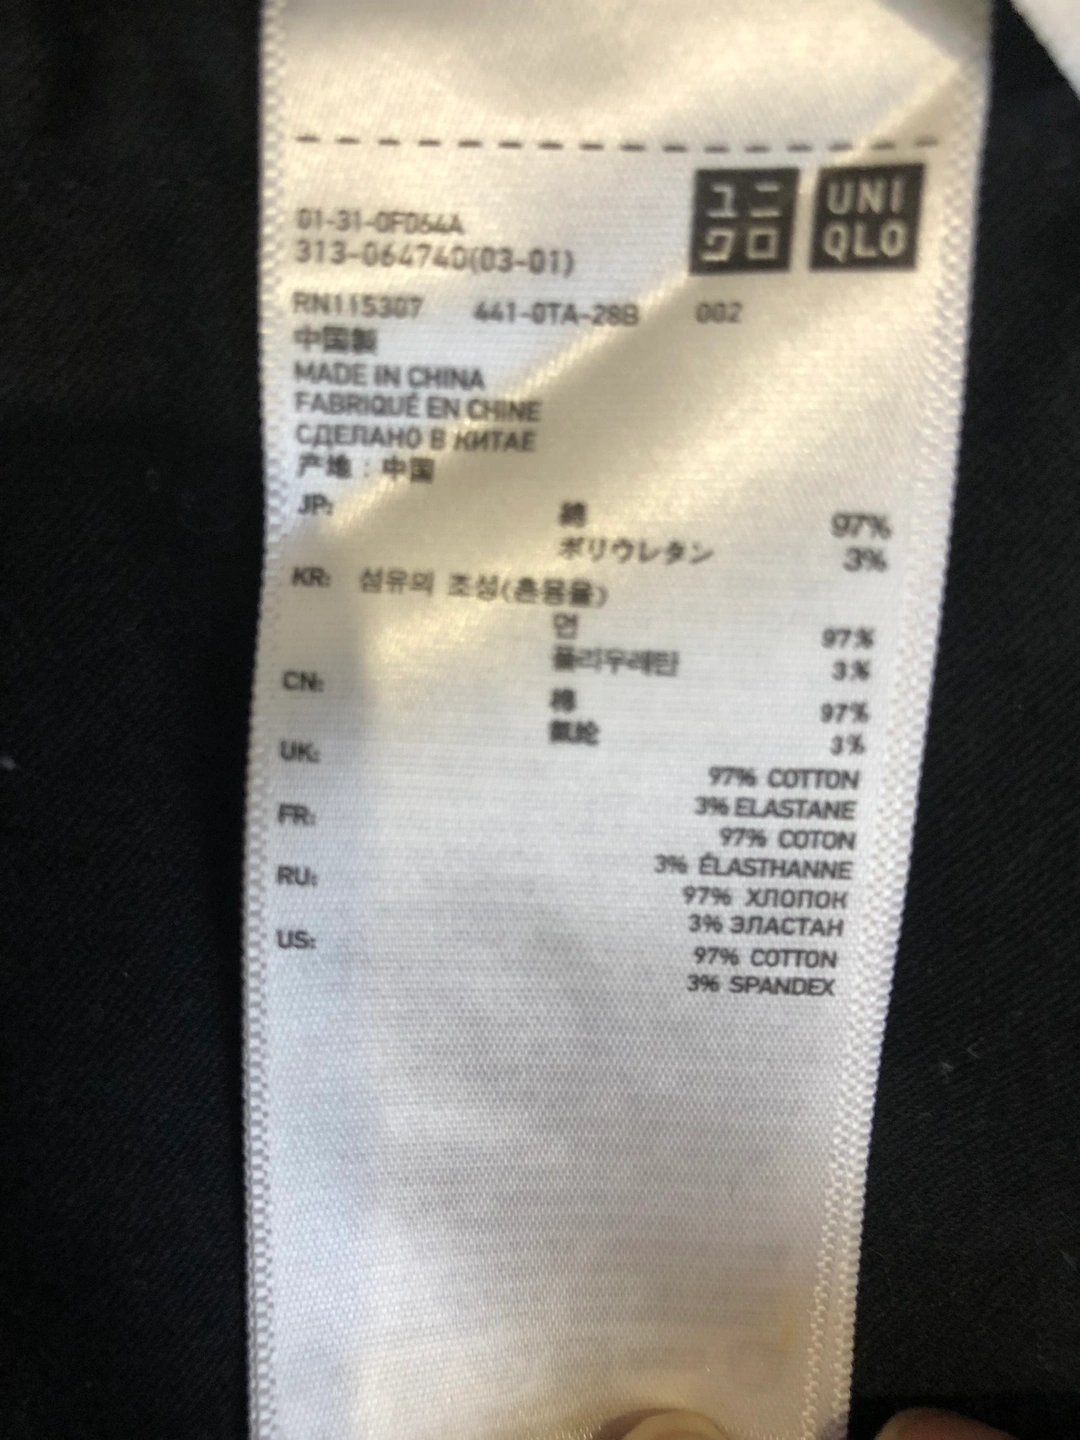 ユニ UNI
クロ QLO
01-31-0F064A
313-064740(03-01)
RN115307 441-0TA-28B 002
中国製
MADE IN CHINA
FABRIQUÉ EN CHINE
СДЕЛАНО В КИТАЕ
产地：中国
JP: 綿 97%
ポリウレタン 3%
KR: 섬유의 조성(혼용율)
면 97%
폴리우레탄 3%
CN: 棉 97%
氨纶 3%
UK: 97% COTTON
3% ELASTANE
FR: 97% COTON
3% ÉLASTHANNE
RU: 97% ХЛОПОК
3% ЭЛАСТАН
US: 97% COTTON
3% SPANDEX